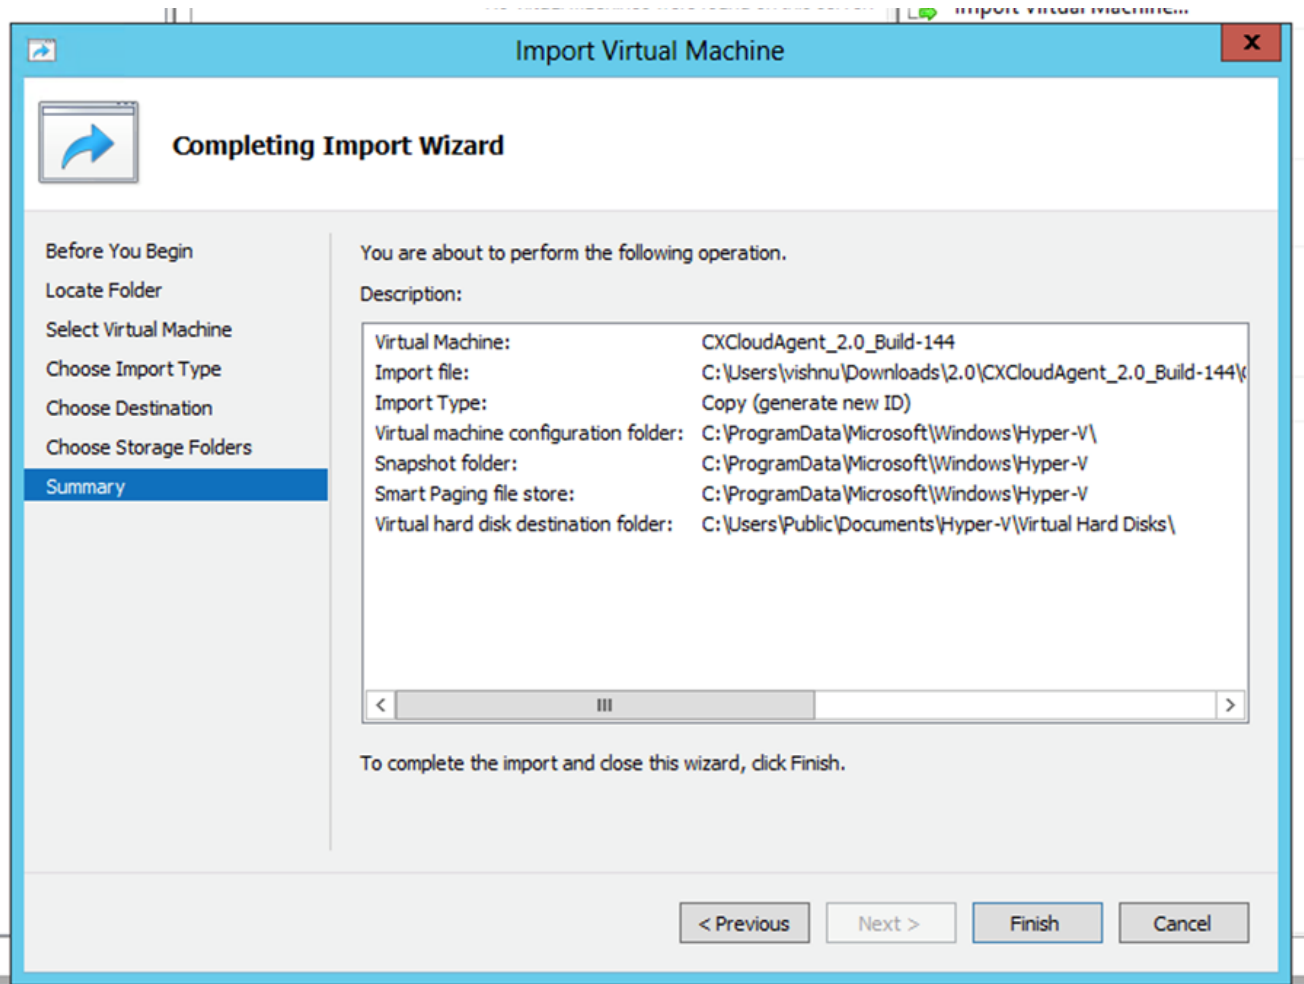 Import Virtual Machine...
Import Virtual Machine
X
Completing Import Wizard
Before You Begin
Locate Folder
Select Virtual Machine
Choose Import Type
Choose Destination
Choose Storage Folders
Summary
You are about to perform the following operation.
Description:
Virtual Machine: CXCloudAgent_2.0_Build-144
Import file: C:\Users\vishnu\Downloads\2.0\CXCloudAgent_2.0_Build-144\
Import Type: Copy (generate new ID)
Virtual machine configuration folder: C:\ProgramData\Microsoft\Windows\Hyper-V\
Snapshot folder: C:\ProgramData\Microsoft\Windows\Hyper-V
Smart Paging file store: C:\ProgramData\Microsoft\Windows\Hyper-V
Virtual hard disk destination folder: C:\Users\Public\Documents\Hyper-V\Virtual Hard Disks\
To complete the import and close this wizard, click Finish.
< Previous
Next >
Finish
Cancel